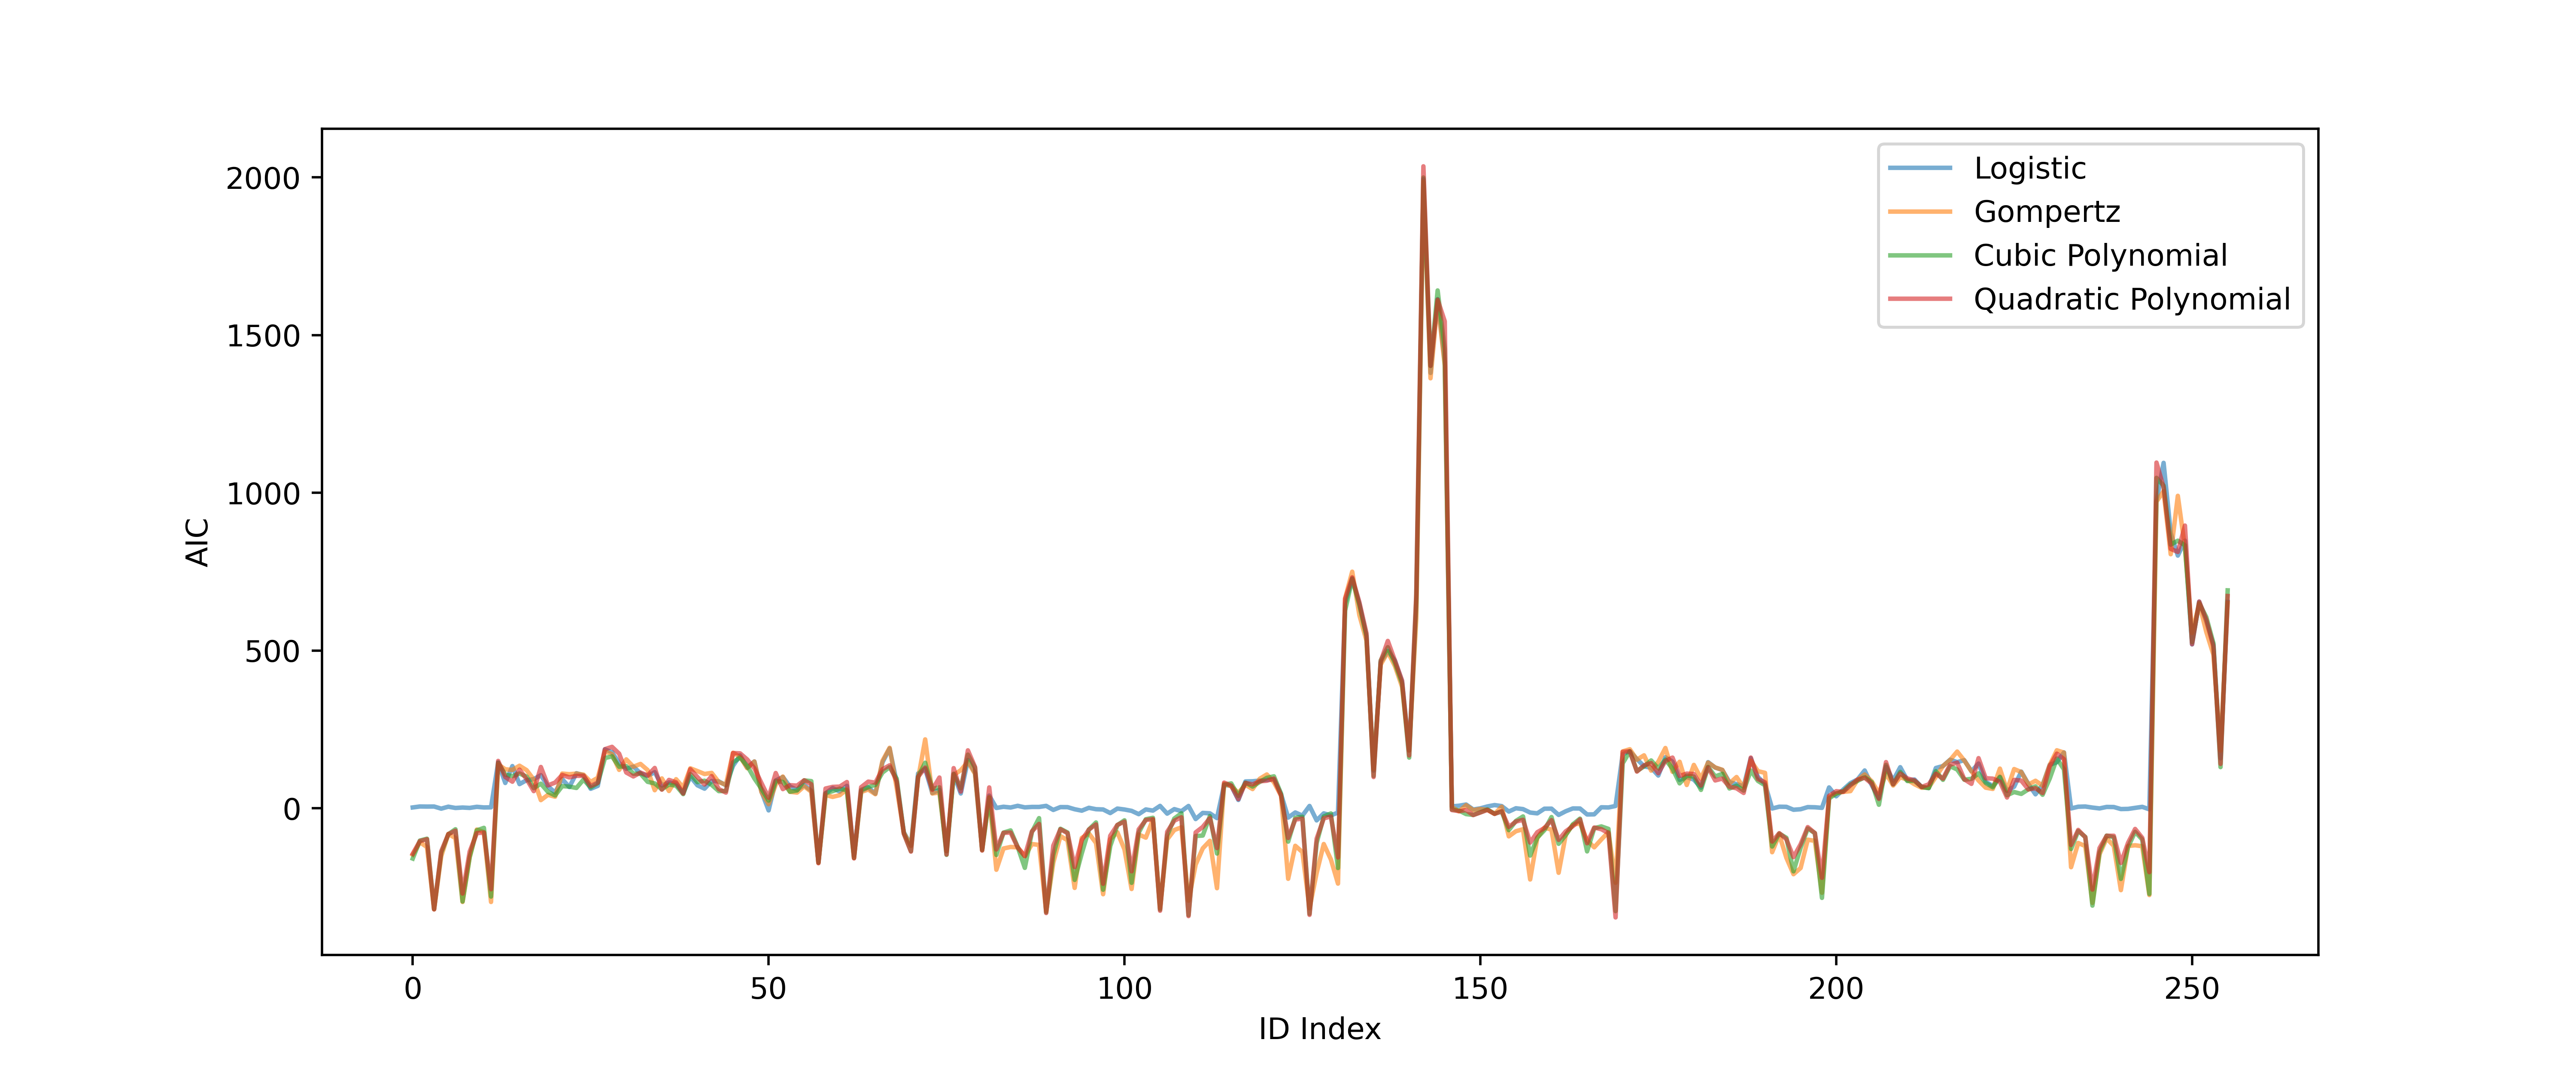 2000
1500
1000
500
0
AIC
0
50
100
150
200
250
ID Index
Logistic
Gompertz
Cubic Polynomial
Quadratic Polynomial